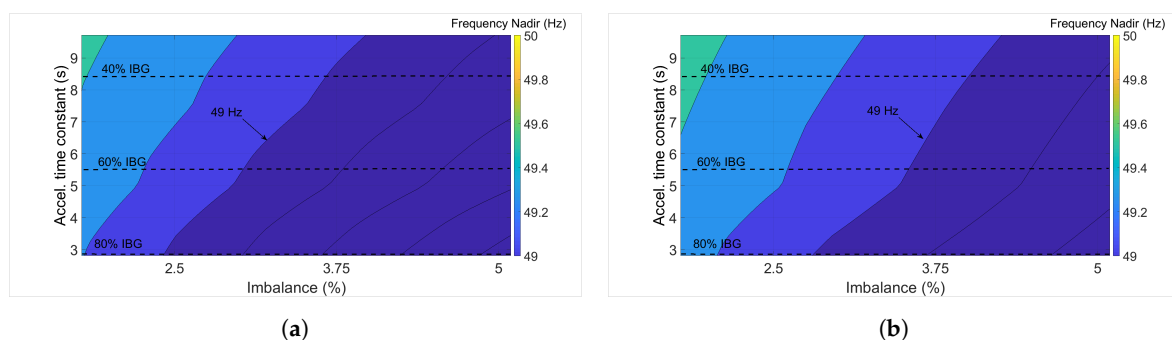 Frequency Nadir (Hz)
50
9
40% IBG
49.8
8
Accel. time constant (s)
7
49 Hz
49.6
6
60% IBG
49.4
5
49.2
4
80% IBG
3
49
2.5
3.75
5
Imbalance (%)
(a)
Frequency Nadir (Hz)
50
9
40% IBG
49.8
8
Accel. time constant (s)
7
49 Hz
49.6
6
60% IBG
49.4
5
49.2
4
80% IBG
3
49
2.5
3.75
5
Imbalance (%)
(b)